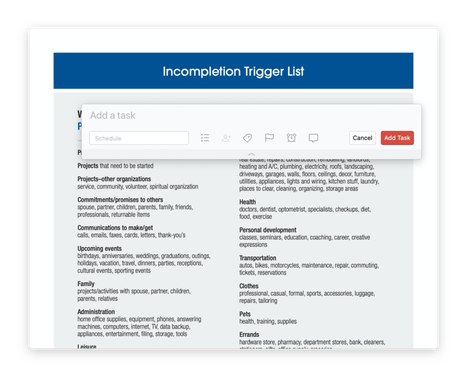 Incompletion Trigger List
W
P
Add a task
Schedule
Cancel
Add Task
Projects that need to be started
Projects–other organizations
service, community, volunteer, spiritual organization
Commitments/promises to others
spouse, partner, children, parents, family, friends,
professionals, returnable items
Communications to make/get
calls, emails, faxes, cards, letters, thank-you's
Upcoming events
birthdays, anniversaries, weddings, graduations, outings,
holidays, vacation, travel, dinners, parties, receptions,
cultural events, sporting events
Family
projects/activities with spouse, partner, children,
parents, relatives
Administration
home office supplies, equipment, phones, answering
machines, computers, internet, TV, data backup,
appliances, entertainment, filing, storage, tools
Leisure
real estate, repairs, construction, remodeling, landlords,
heating and A/C, plumbing, electricity, roofs, landscaping,
driveways, garages, walls, floors, ceilings, decor, furniture,
utilities, appliances, lights and wiring, kitchen stuff, laundry,
places to clear, cleaning, organizing, storage areas
Health
doctors, dentist, optometrist, specialists, checkups, diet,
food, exercise
Personal development
classes, seminars, education, coaching, career, creative
expressions
Transportation
autos, bikes, motorcycles, maintenance, repair, commuting,
tickets, reservations
Clothes
professional, casual, formal, sports, accessories, luggage,
repairs, tailoring
Pets
health, training, supplies
Errands
hardware store, pharmacy, department stores, bank, cleaners,